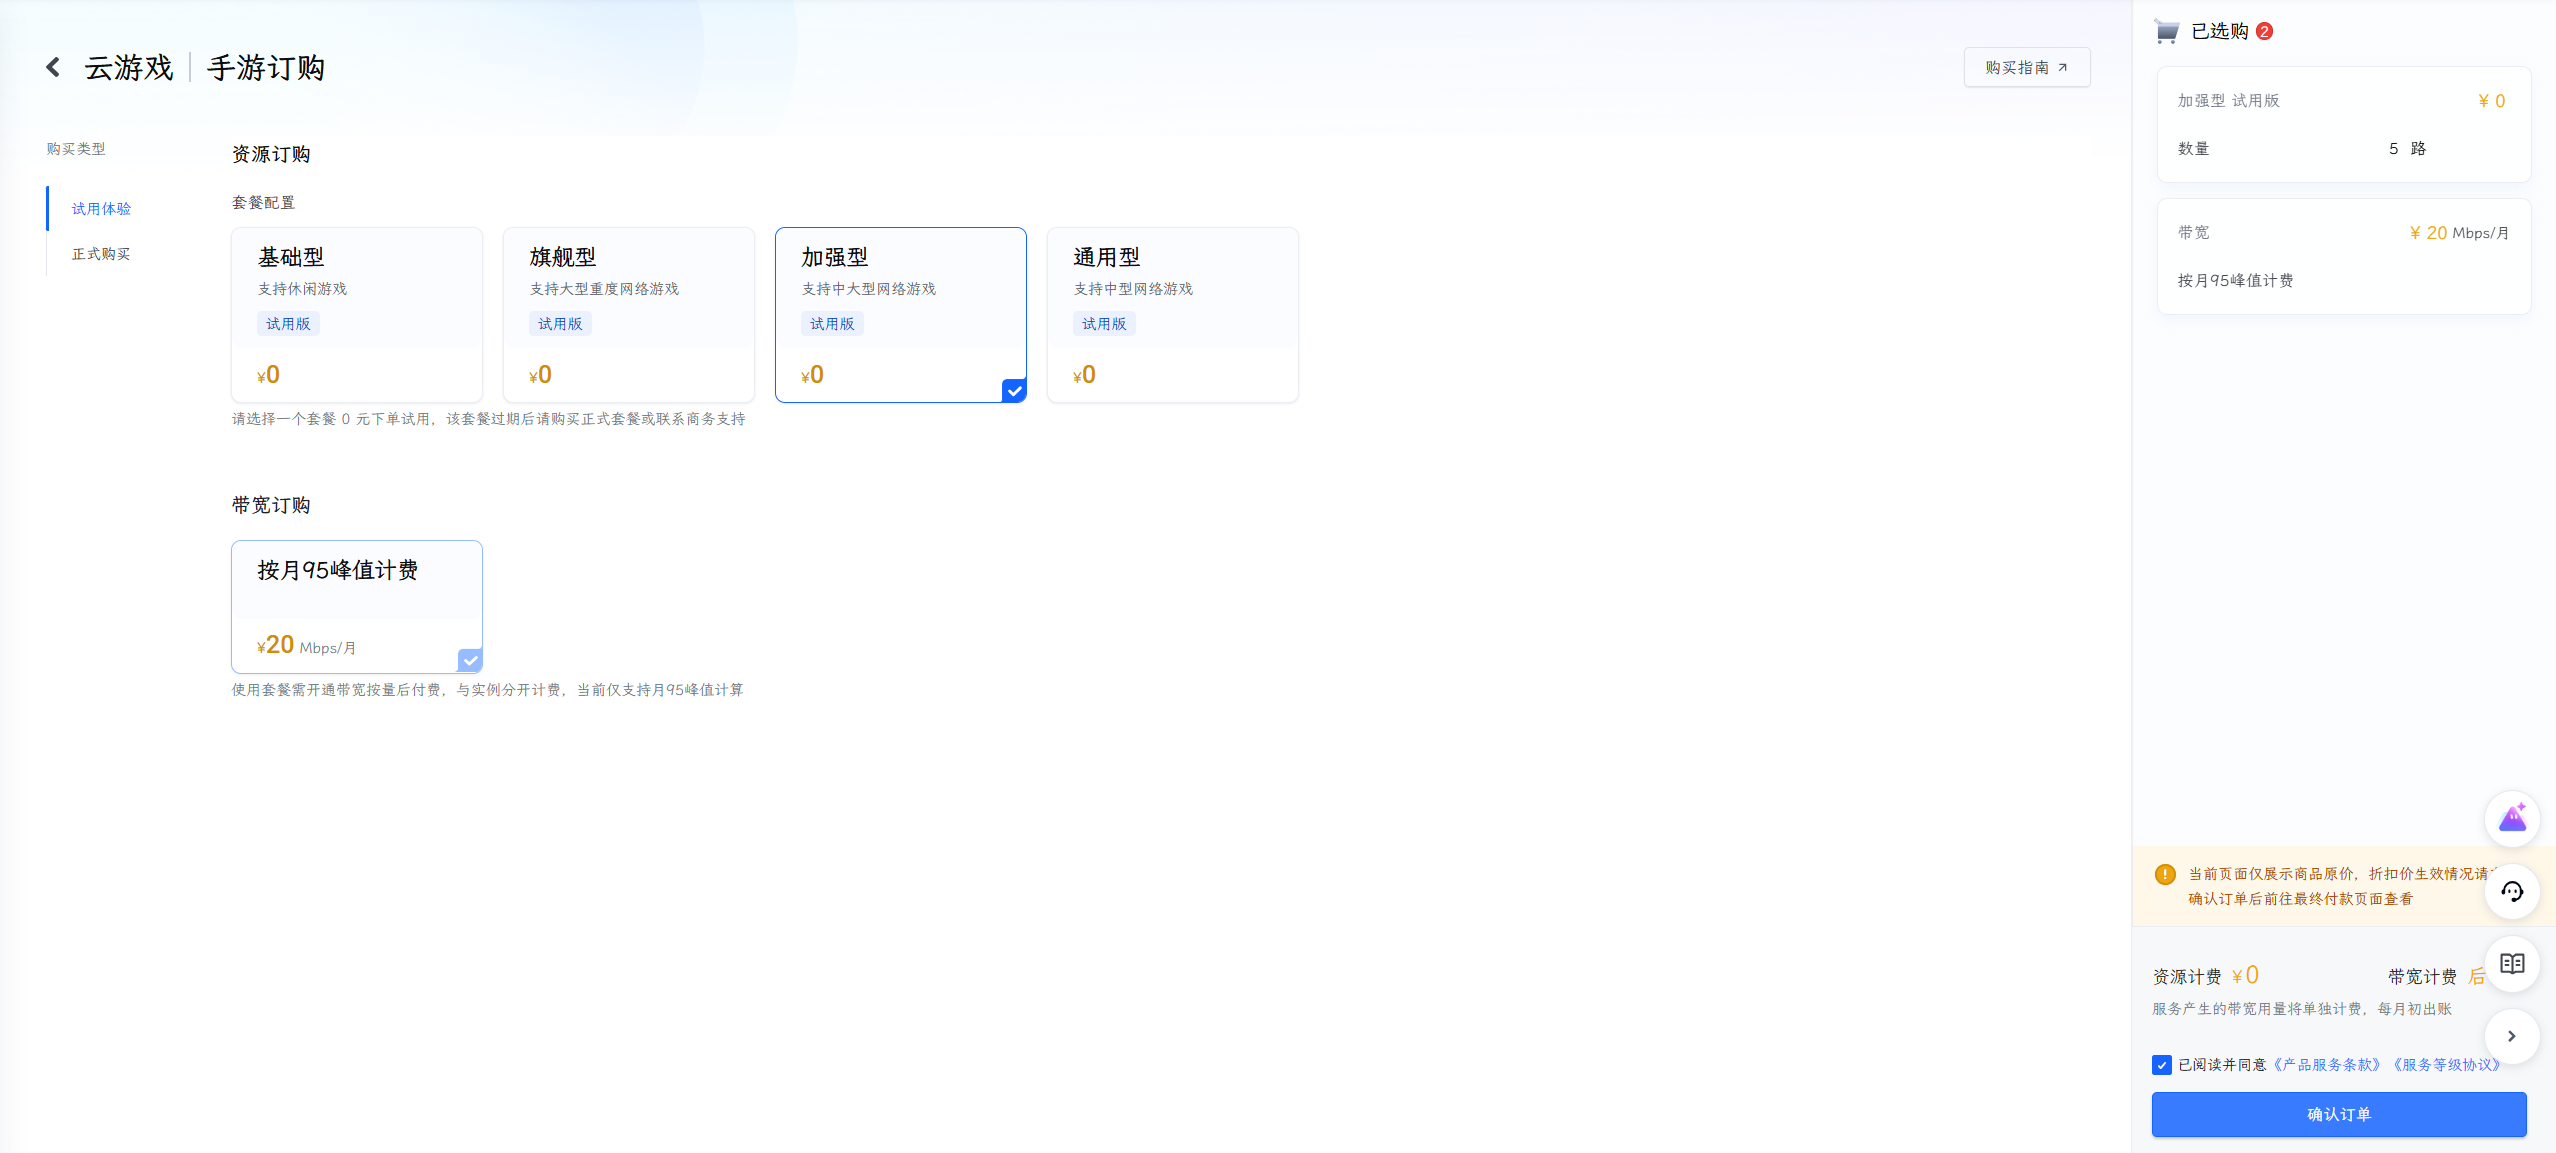 云游戏 | 手游订购
购买指南
购买类型
试用体验
正式购买
资源订购
套餐配置
基础型
支持休闲游戏
试用版
¥0
旗舰型
支持大型重度网络游戏
试用版
¥0
加强型
支持中大型网络游戏
试用版
¥0
通用型
支持中型网络游戏
试用版
¥0
请选择一个套餐 0 元下单试用，该套餐过期后请购买正式套餐或联系商务支持
带宽订购
按月95峰值计费
¥20 Mbps/月
使用套餐需开通带宽按量后付费，与实例分开计费，当前仅支持月95峰值计算
已选购 2
加强型 试用版 ¥ 0
数量 5 路
带宽 ¥ 20 Mbps/月
按月95峰值计费
当前页面仅展示商品原价，折扣价生效情况请
确认订单后前往最终付款页面查看
资源计费 ¥0 带宽计费 后
服务产生的带宽用量将单独计费，每月初出账
已阅读并同意《产品服务条款》《服务等级协议》
确认订单